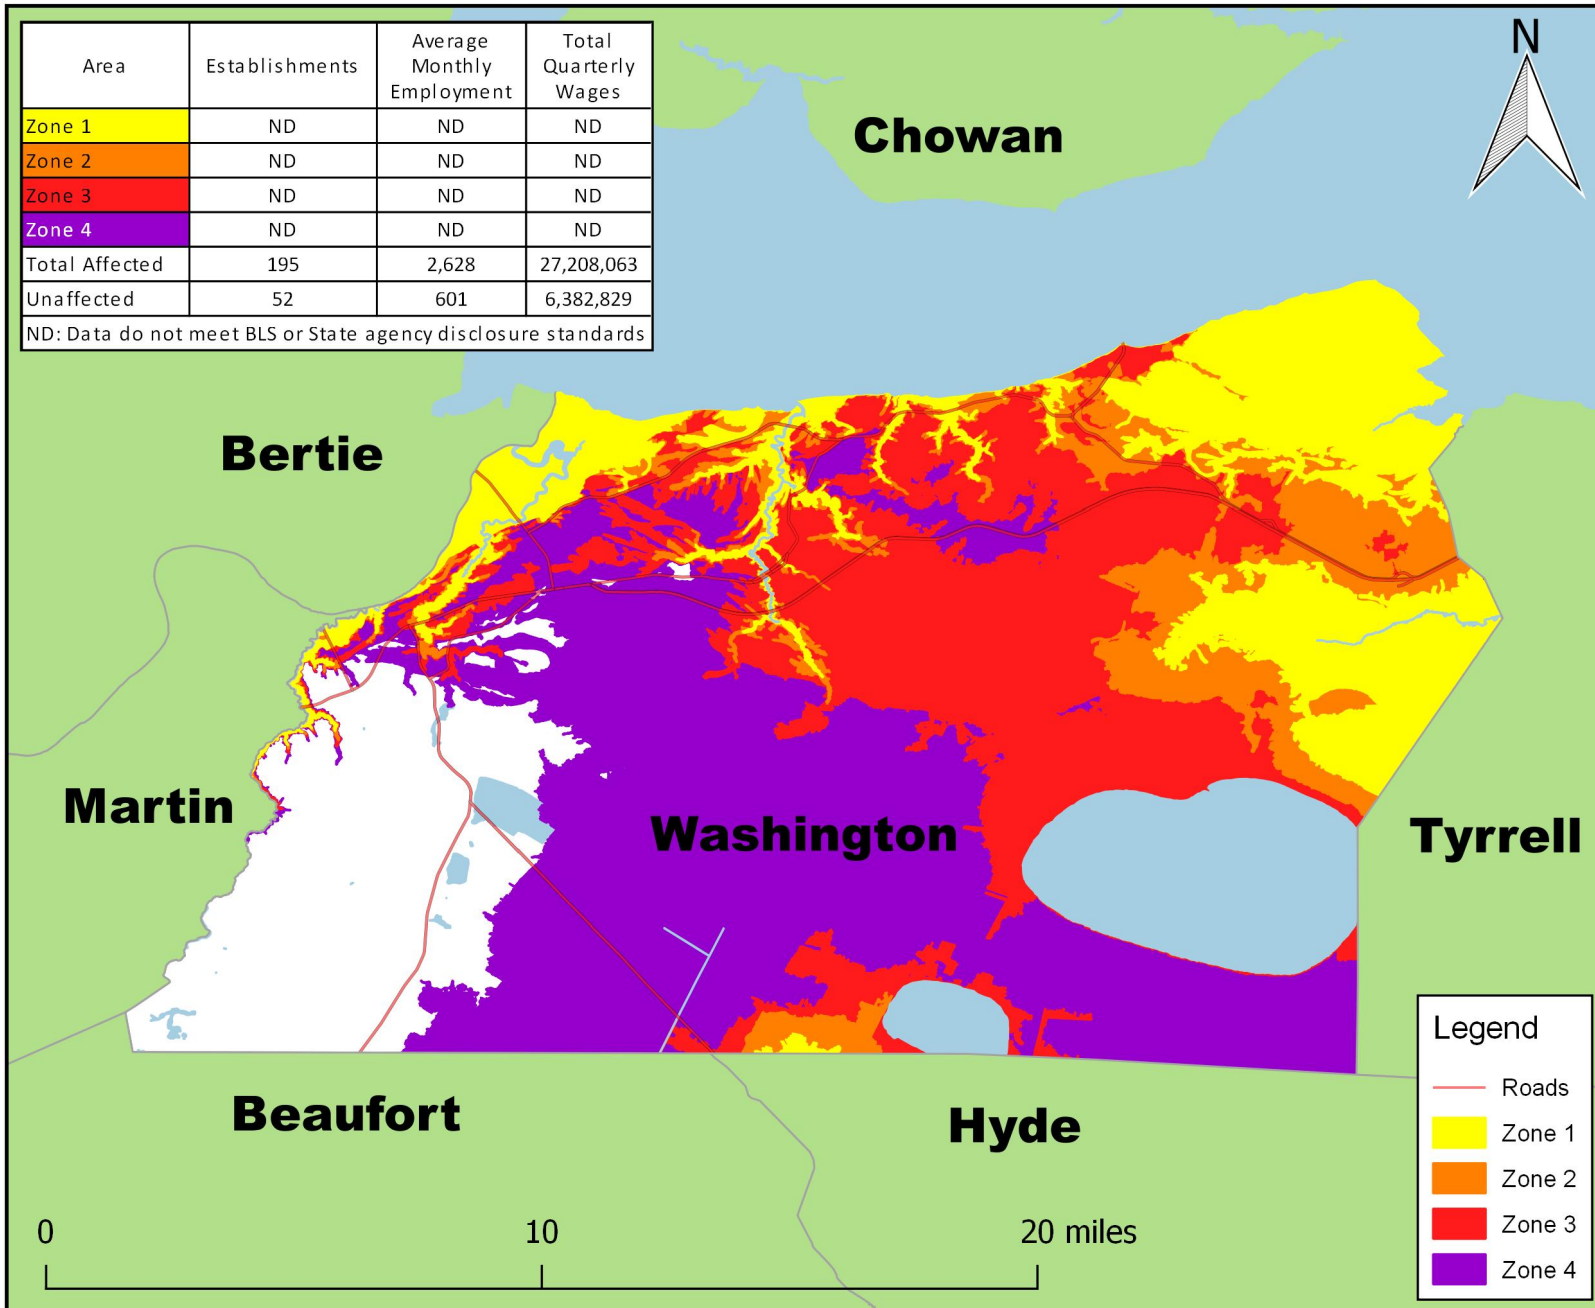 Area Establishments Average Monthly Employment Total Quarterly Wages
Zone 1 ND ND ND
Zone 2 ND ND ND
Zone 3 ND ND ND
Zone 4 ND ND ND
Total Affected 195 2,628 27,208,063
Unaffected 52 601 6,382,829
ND: Data do not meet BLS or State agency disclosure standards
N
Chowan
Bertie
Martin
Washington
Tyrrell
Beaufort
Hyde
0 10 20 miles
Legend
Roads
Zone 1
Zone 2
Zone 3
Zone 4